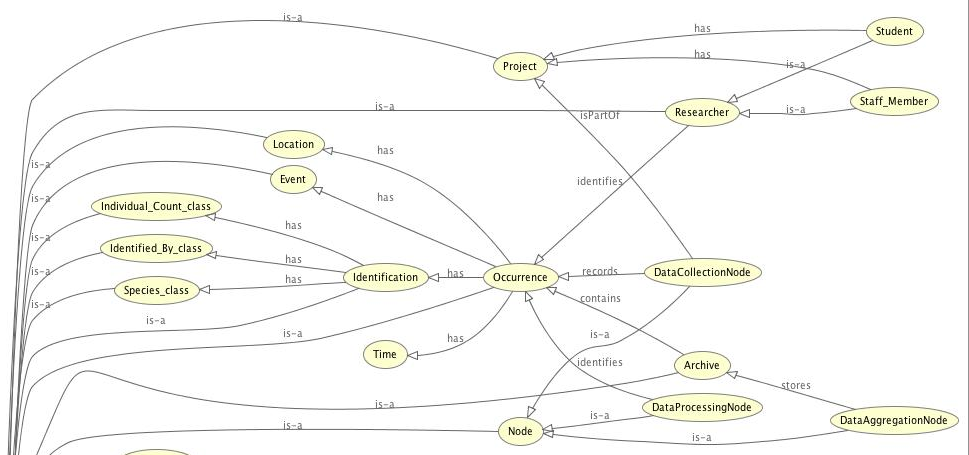 is-a
has
Student
Project
has
is-a
Staff_Member
is-a
Researcher
is-a
isPartOf
Location
has
is-a
Event
identifies
is-a
has
Individual_Count_class
has
is-a
Identified_By_class
has
is-a
Identification
has
Occurrence
records
DataCollectionNode
has
Species_class
contains
is-a
is-a
is-a
has
is-a
Time
identifies
Archive
stores
is-a
DataProcessingNode
is-a
DataAggregationNode
is-a
Node
is-a